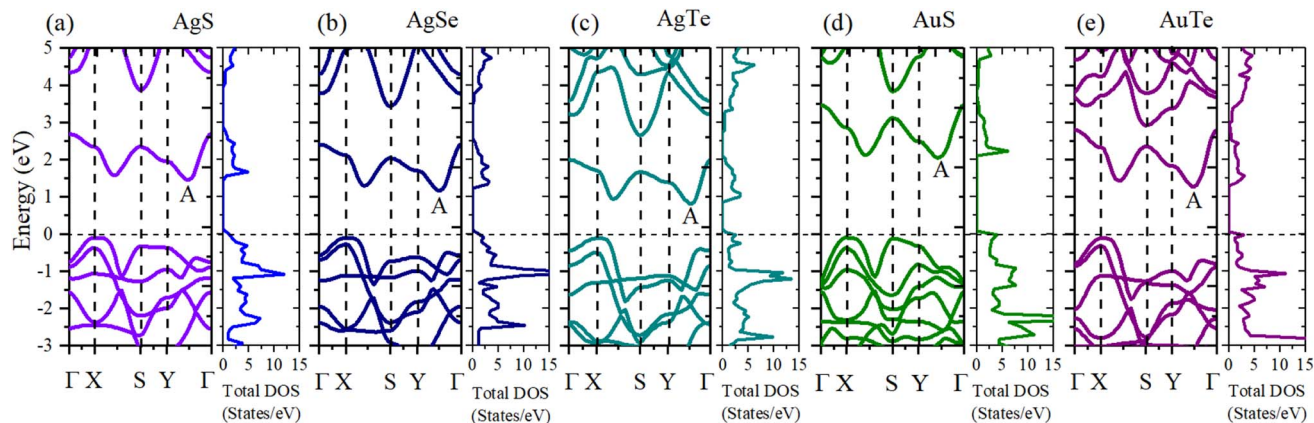 (a) AgS (b) AgSe (c) AgTe (d) AuS (e) AuTe
Energy (eV)
5
4
3
2
1
0
-1
-2
-3
A A A A A
Γ X S Y Γ Γ X S Y Γ Γ X S Y Γ Γ X S Y Γ Γ X S Y Γ
0 5 10 15 0 5 10 15 0 5 10 15 0 5 10 15 0 5 10 15
Total DOS Total DOS Total DOS Total DOS Total DOS
(States/eV) (States/eV) (States/eV) (States/eV) (States/eV)